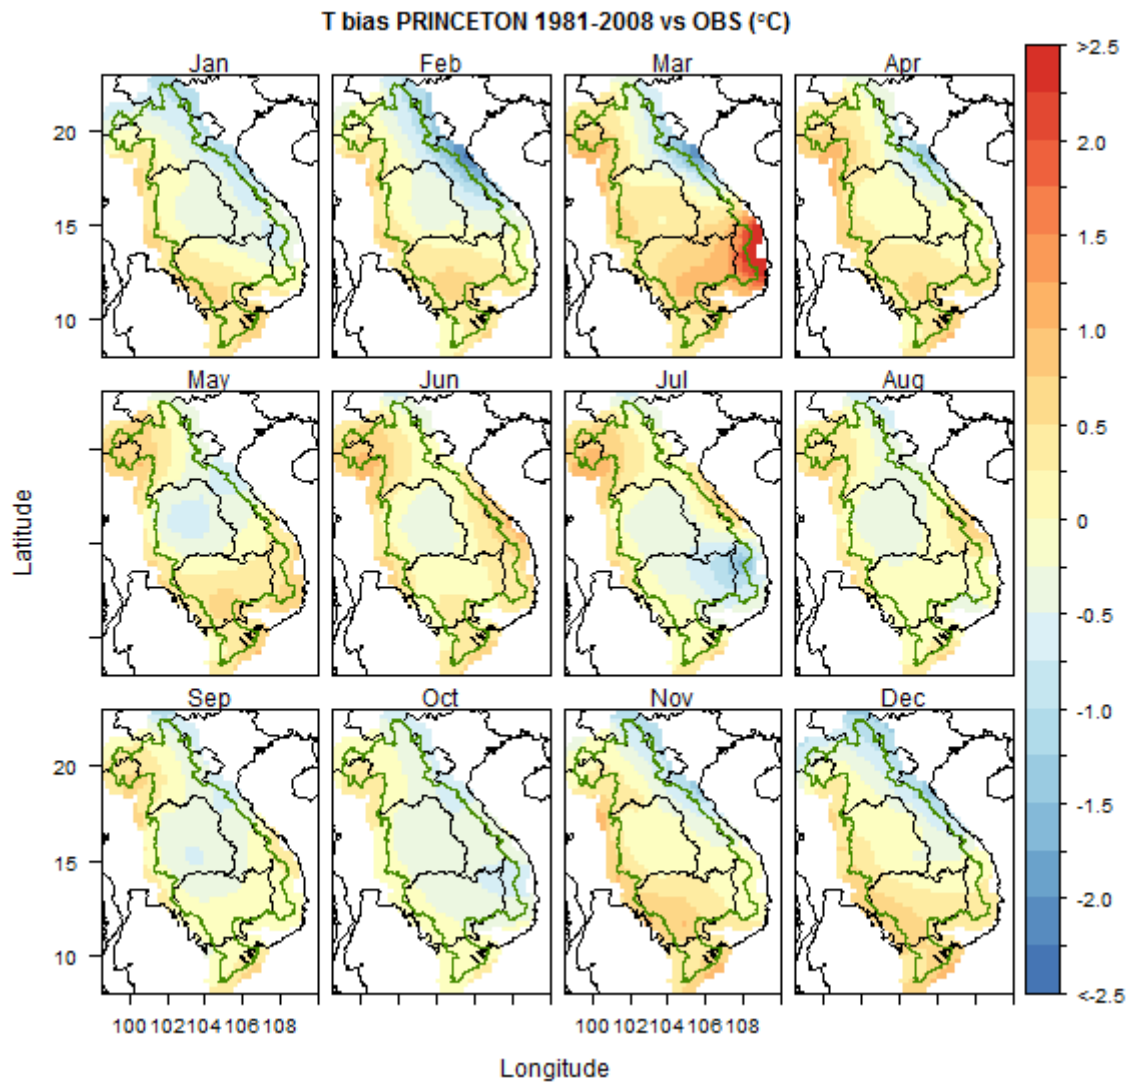 T bias PRINCETON 1981-2008 vs OBS (°C)
Jan Feb Mar Apr
May Jun Jul Aug
Sep Oct Nov Dec
20
15
10
20
15
10
100 102 104 106 108
100 102 104 106 108
Latitude
Longitude
>2.5
2.0
1.5
1.0
0.5
0
-0.5
-1.0
-1.5
-2.0
<-2.5